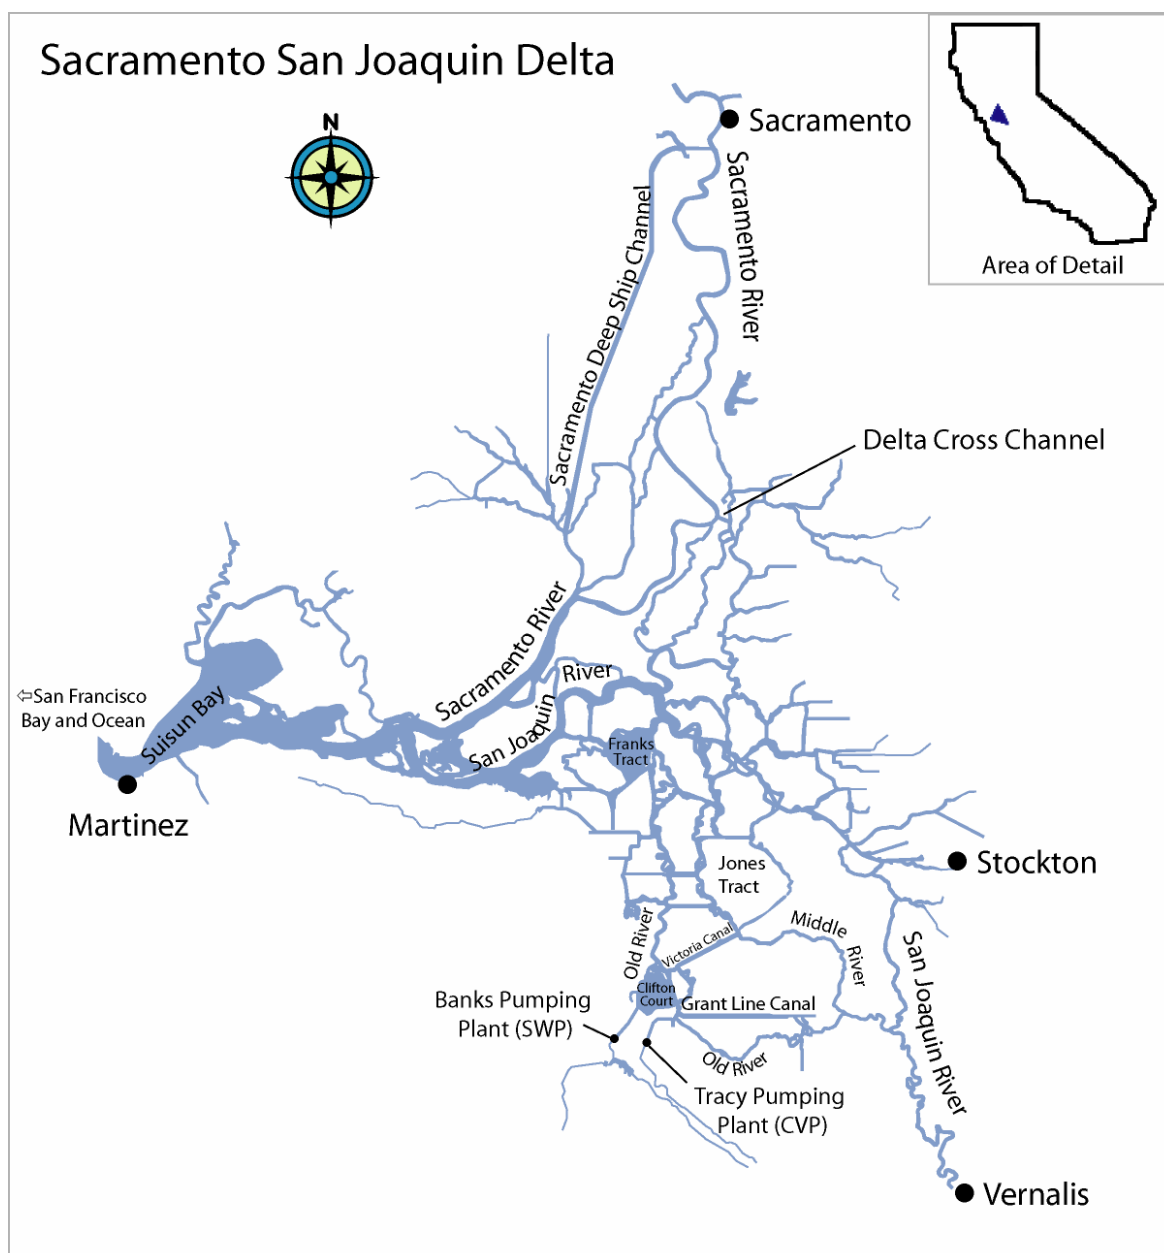 Sacramento San Joaquin Delta
N
Sacramento
Area of Detail
Sacramento River
Sacramento Deep Ship Channel
Delta Cross Channel
Sacramento River
San Joaquin River
⇦San Francisco
Bay and Ocean
Suisun Bay
Franks
Tract
Martinez
Jones
Tract
Stockton
Old River
Victoria Canal
Middle River
San Joaquin River
Clifton
Court
Grant Line Canal
Banks Pumping
Plant (SWP)
Old River
Tracy Pumping
Plant (CVP)
Vernalis